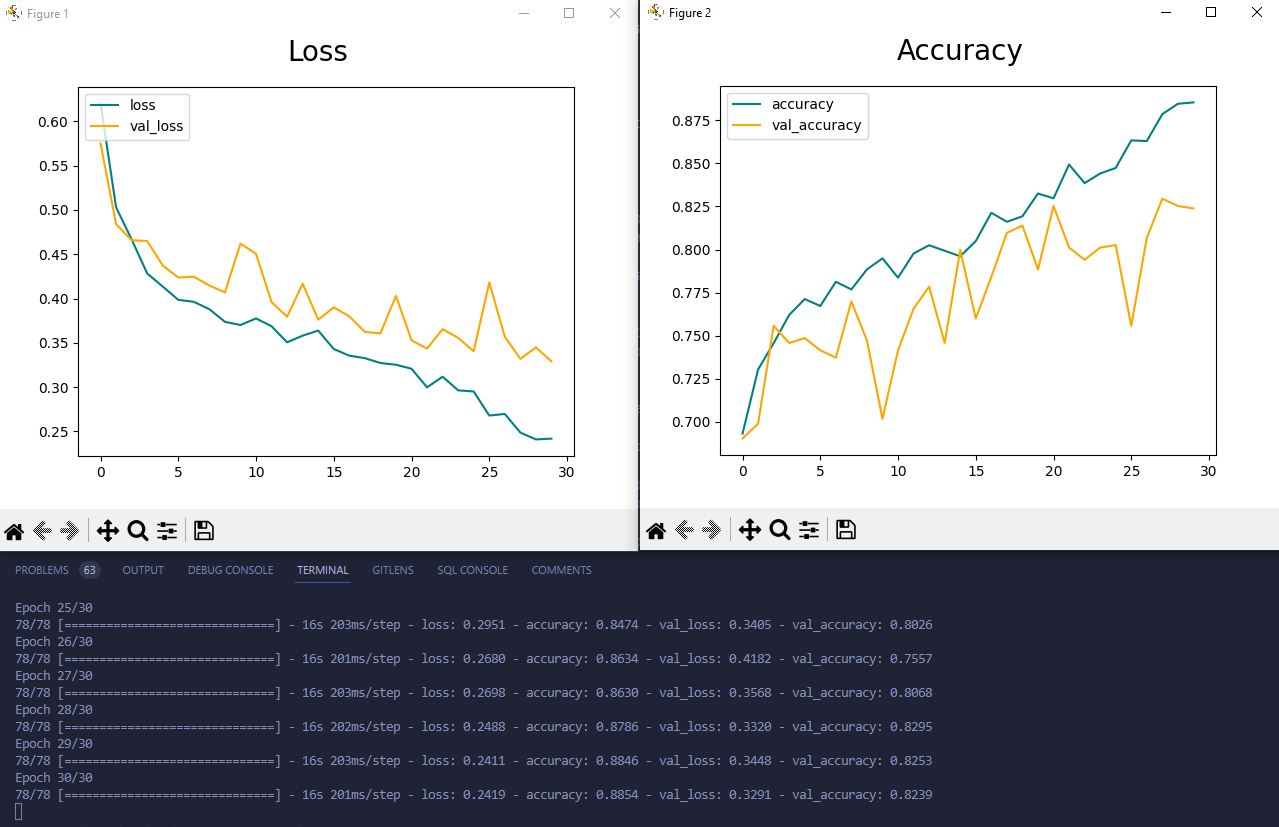 Figure 1
Loss
loss
val_loss
0.60
0.55
0.50
0.45
0.40
0.35
0.30
0.25
0 5 10 15 20 25 30
Figure 2
Accuracy
accuracy
val_accuracy
0.875
0.850
0.825
0.800
0.775
0.750
0.725
0.700
0 5 10 15 20 25 30
PROBLEMS 63 OUTPUT DEBUG CONSOLE TERMINAL GITLENS SQL CONSOLE COMMENTS
Epoch 25/30
78/78 [==============================] - 16s 203ms/step - loss: 0.2951 - accuracy: 0.8474 - val_loss: 0.3405 - val_accuracy: 0.8026
Epoch 26/30
78/78 [==============================] - 16s 201ms/step - loss: 0.2680 - accuracy: 0.8634 - val_loss: 0.4182 - val_accuracy: 0.7557
Epoch 27/30
78/78 [==============================] - 16s 203ms/step - loss: 0.2698 - accuracy: 0.8630 - val_loss: 0.3568 - val_accuracy: 0.8068
Epoch 28/30
78/78 [==============================] - 16s 202ms/step - loss: 0.2488 - accuracy: 0.8786 - val_loss: 0.3320 - val_accuracy: 0.8295
Epoch 29/30
78/78 [==============================] - 16s 203ms/step - loss: 0.2411 - accuracy: 0.8846 - val_loss: 0.3448 - val_accuracy: 0.8253
Epoch 30/30
78/78 [==============================] - 16s 201ms/step - loss: 0.2419 - accuracy: 0.8854 - val_loss: 0.3291 - val_accuracy: 0.8239